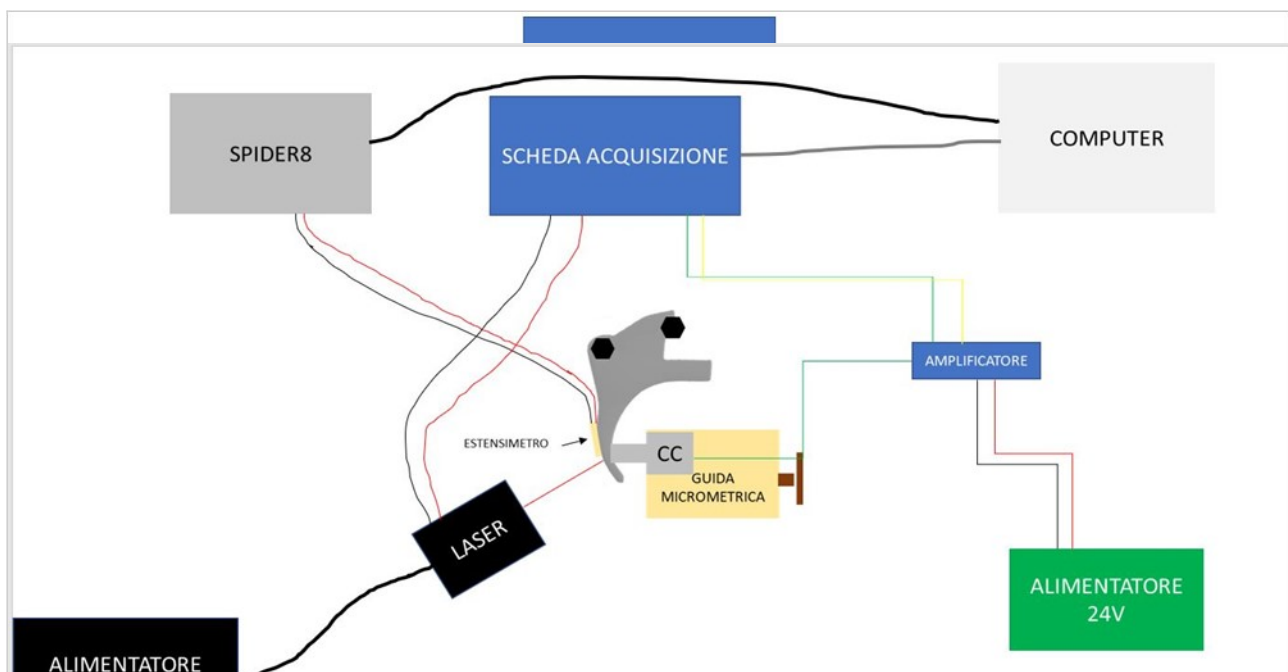 SPIDER8
SCHEDA ACQUISIZIONE
COMPUTER
AMPLIFICATORE
ESTENSIMETRO
CC
GUIDA
MICROMETRICA
LASER
ALIMENTATORE
24V
ALIMENTATORE